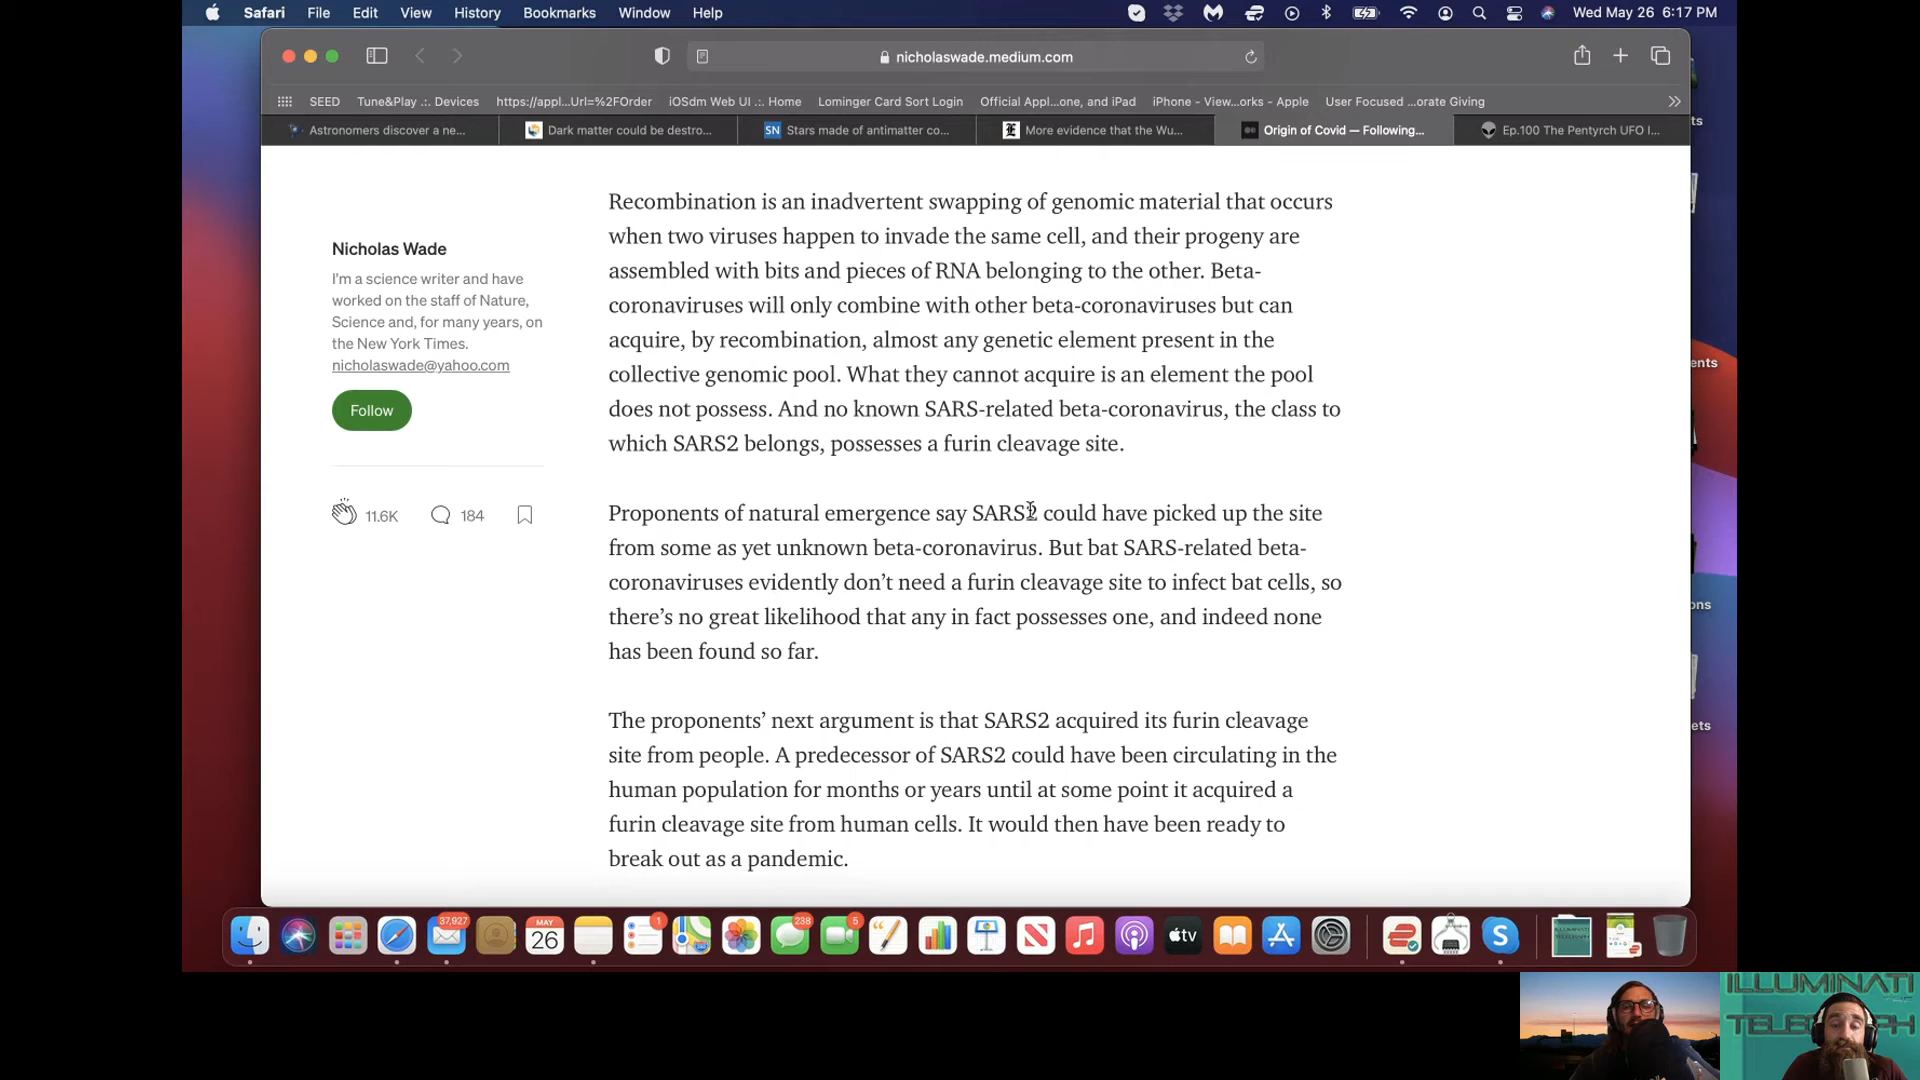 Safari File Edit View History Bookmarks Window Help Wed May 26 6:17 PM
nicholaswade.medium.com
SEED Tune&Play .:. Devices https://appl...Url=%2FOrder iOSdm Web UI .:. Home Lominger Card Sort Login Official Appl...one, and iPad iPhone - View...orks - Apple User Focused ...orate Giving
Astronomers discover a ne... Dark matter could be destro... SN Stars made of antimatter co... More evidence that the Wu... Origin of Covid — Following... Ep.100 The Pentyrch UFO I...
Nicholas Wade
I'm a science writer and have
worked on the staff of Nature,
Science and, for many years, on
the New York Times.
nicholaswade@yahoo.com
Follow
11.6K 184
Recombination is an inadvertent swapping of genomic material that occurs
when two viruses happen to invade the same cell, and their progeny are
assembled with bits and pieces of RNA belonging to the other. Beta-
coronaviruses will only combine with other beta-coronaviruses but can
acquire, by recombination, almost any genetic element present in the
collective genomic pool. What they cannot acquire is an element the pool
does not possess. And no known SARS-related beta-coronavirus, the class to
which SARS2 belongs, possesses a furin cleavage site.
Proponents of natural emergence say SARS2 could have picked up the site
from some as yet unknown beta-coronavirus. But bat SARS-related beta-
coronaviruses evidently don't need a furin cleavage site to infect bat cells, so
there's no great likelihood that any in fact possesses one, and indeed none
has been found so far.
The proponents' next argument is that SARS2 acquired its furin cleavage
site from people. A predecessor of SARS2 could have been circulating in the
human population for months or years until at some point it acquired a
furin cleavage site from human cells. It would then have been ready to
break out as a pandemic.
37,927 MAY 26 1 238 5 tv
ILLUMINATI